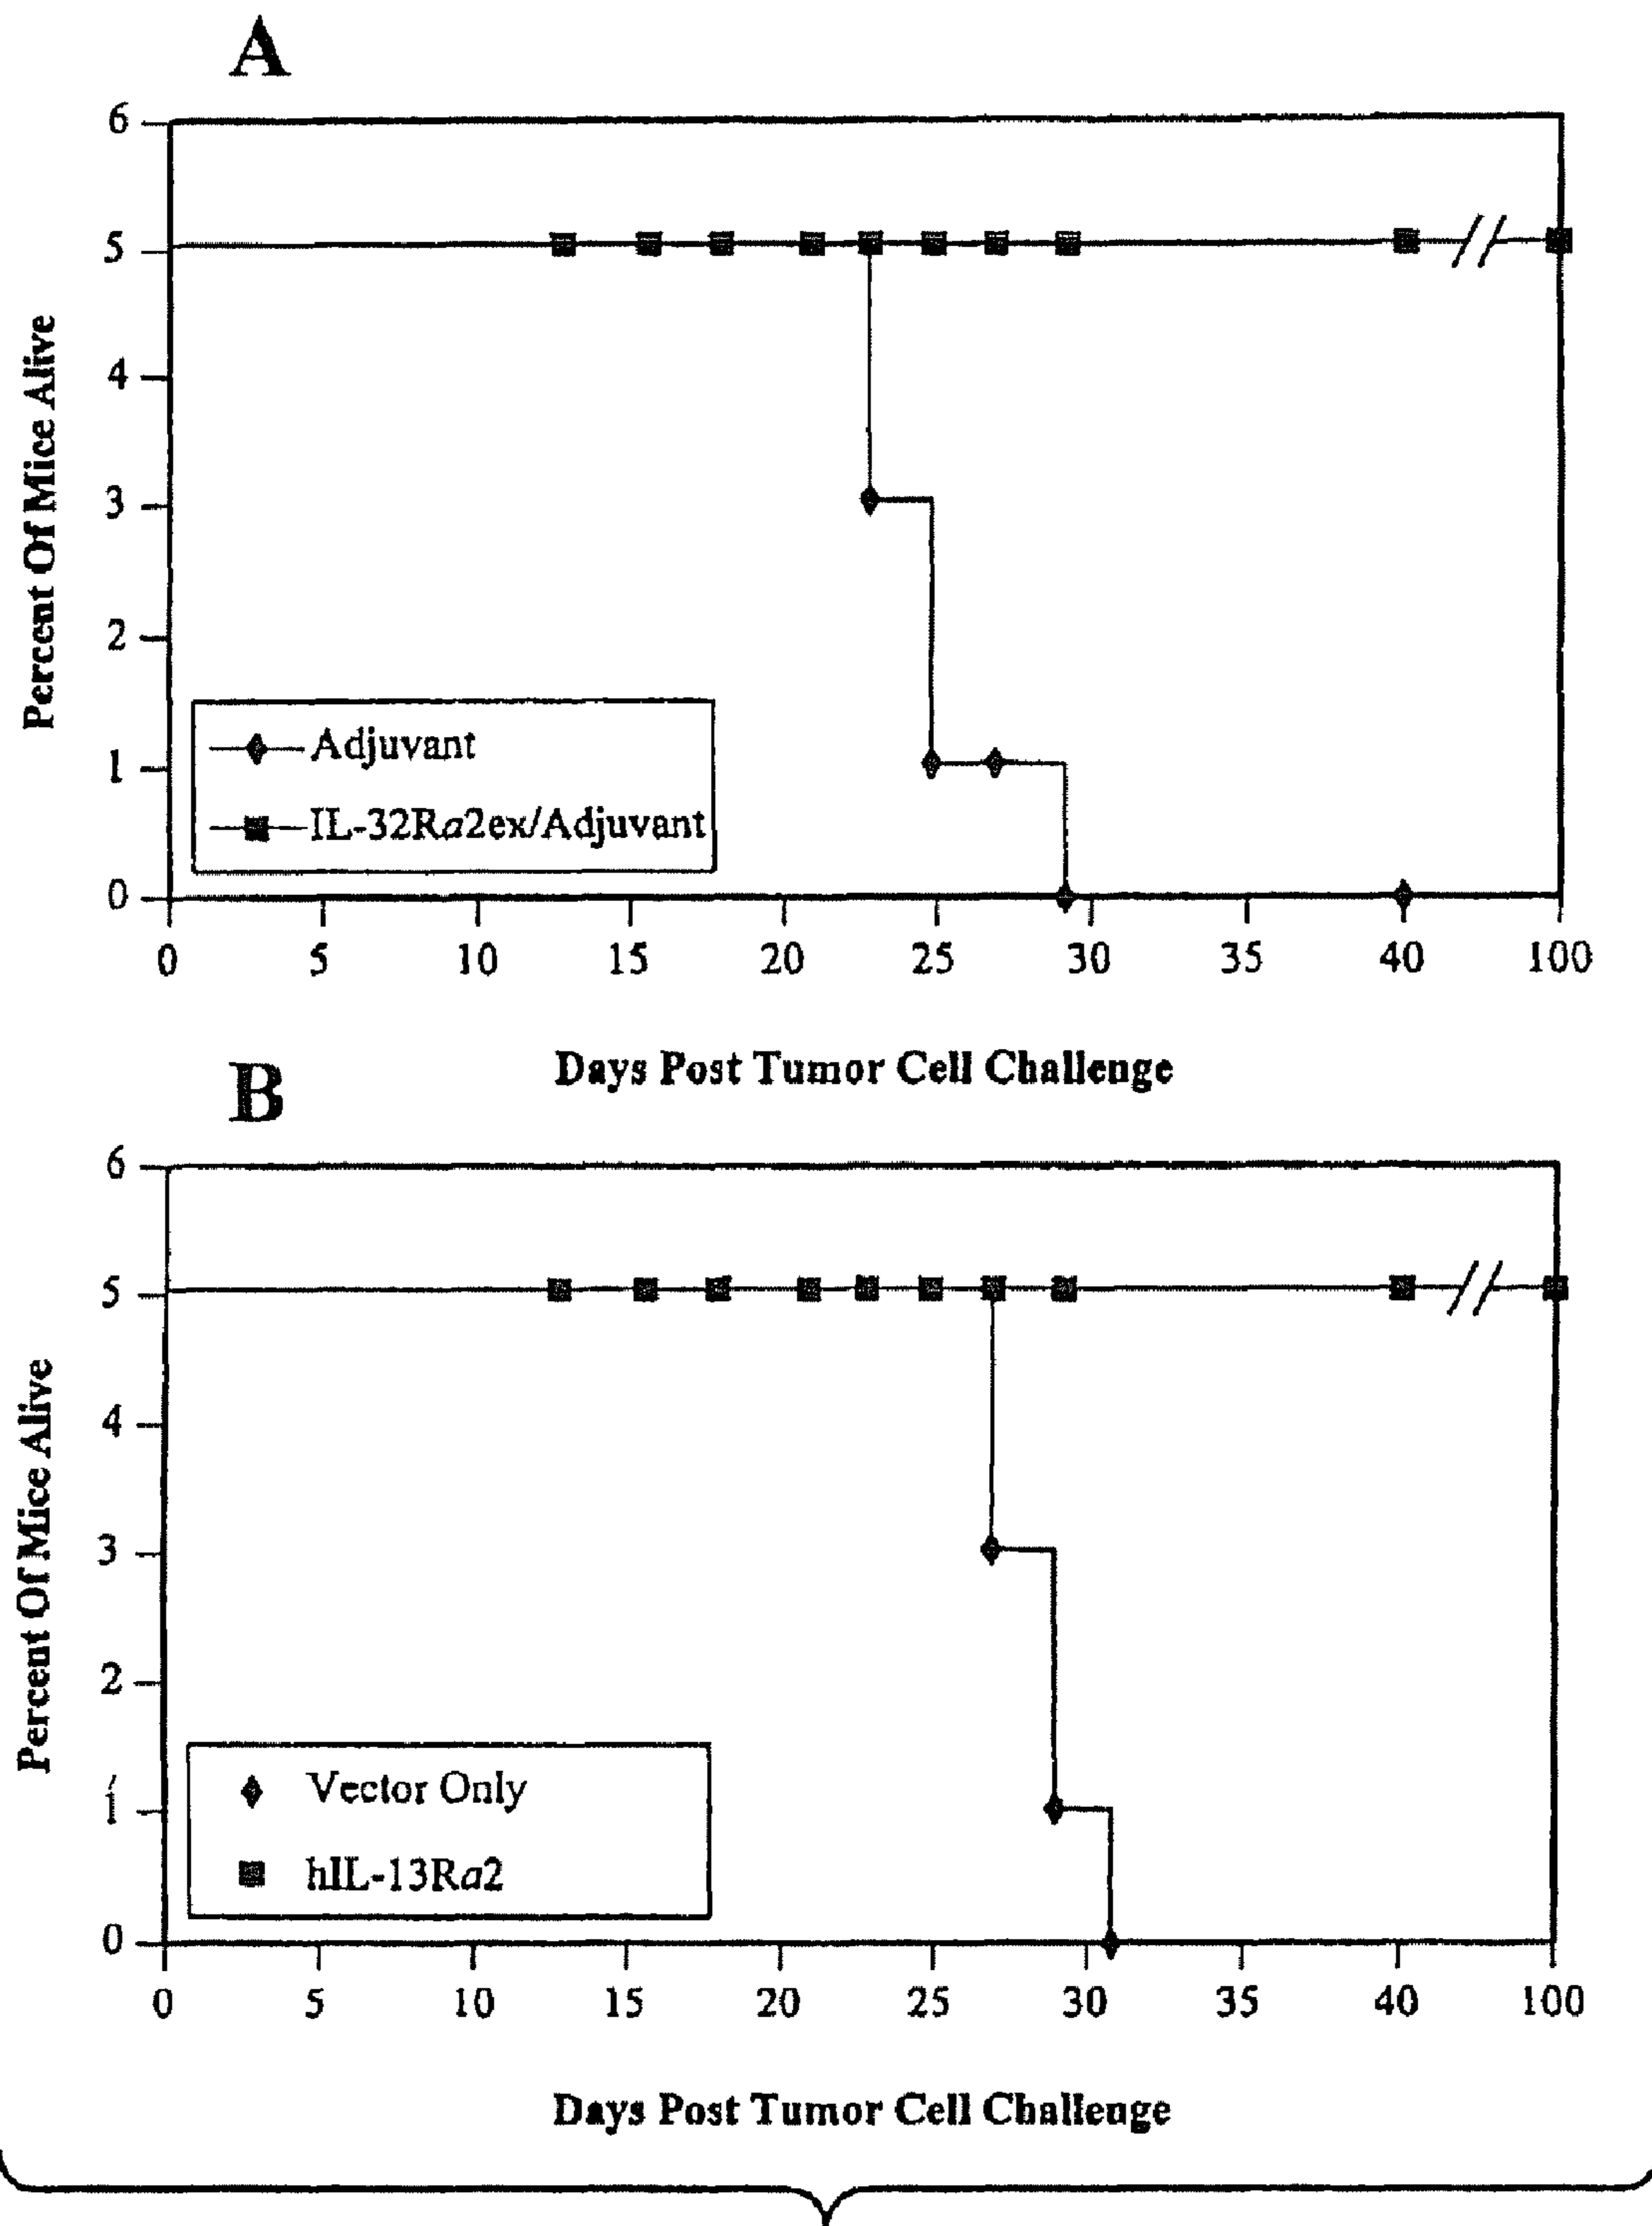 A
6
5
4
3
2
1
0
Percent Of Mice Alive
Adjuvant
IL-32Ra2ex/Adjuvant
0 5 10 15 20 25 30 35 40 100
Days Post Tumor Cell Challenge
B
6
5
4
3
2
1
0
Percent Of Mice Alive
Vector Only
hIL-13Ra2
0 5 10 15 20 25 30 35 40 100
Days Post Tumor Cell Challenge